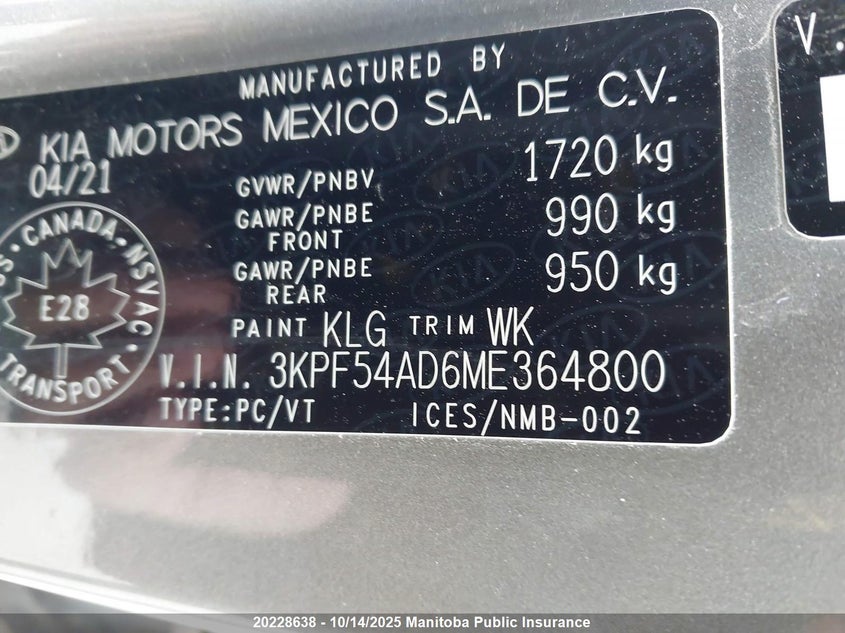 MANUFACTURED BY
KIA MOTORS MEXICO S.A. DE C.V.
04/21
GVWR/PNBV 1720 kg
GAWR/PNBE FRONT 990 kg
GAWR/PNBE REAR 950 kg
CANADA-NSVAC
E28
TRANSPORT
PAINT KLG TRIM WK
V.I.N. 3KPF54AD6ME364800
TYPE:PC/VT ICES/NMB-002
V.
20228638 - 10/14/2025 Manitoba Public Insurance